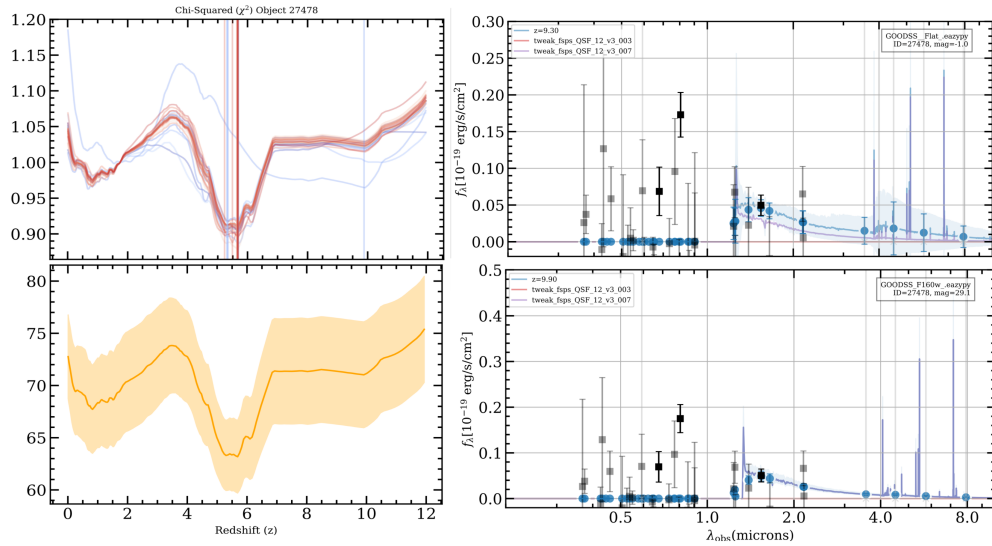 Chi-Squared (χ²) Object 27478
1.20
1.15
1.10
1.05
1.00
0.95
0.90
80
75
70
65
60
0 2 4 6 8 10 12
Redshift (z)
0.30
0.25
0.20
0.15
0.10
0.05
0.00
f_λ[10⁻¹⁹ erg/s/cm²]
z=9.30
tweak_fsps_QSF_12_v3_003
tweak_fsps_QSF_12_v3_007
GOODSS__Flat_.eazypy
ID=27478, mag=-1.0
0.5
0.4
0.3
0.2
0.1
0.0
f_λ[10⁻¹⁹ erg/s/cm²]
z=9.90
tweak_fsps_QSF_12_v3_003
tweak_fsps_QSF_12_v3_007
GOODSS_F160w_.eazypy
ID=27478, mag=29.1
0.5 1.0 2.0 4.0 8.0
λ_obs(microns)